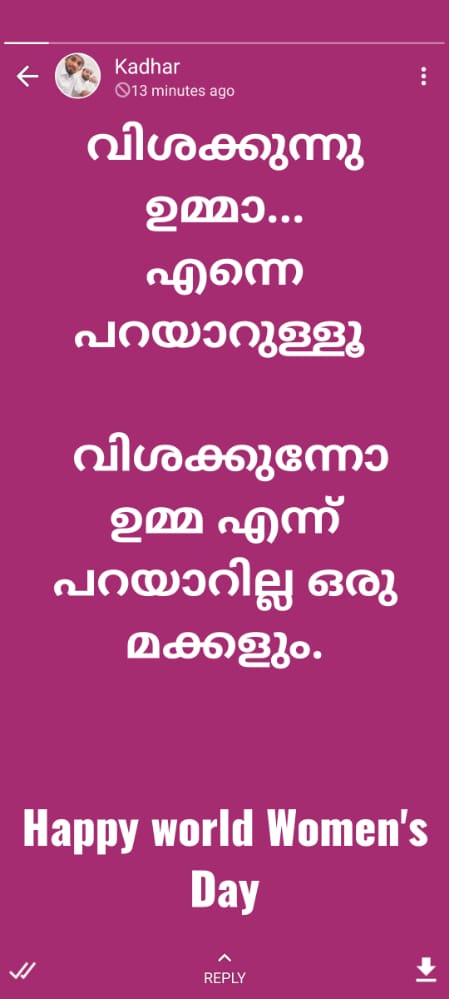 Kadhar
13 minutes ago
വിശക്കുന്നു
ഉമ്മാ...
എന്നെ
പറയാറുള്ളൂ
വിശക്കുന്നോ
ഉമ്മ എന്ന്
പറയാറില്ല ഒരു
മക്കളും.
Happy world Women's
Day
REPLY